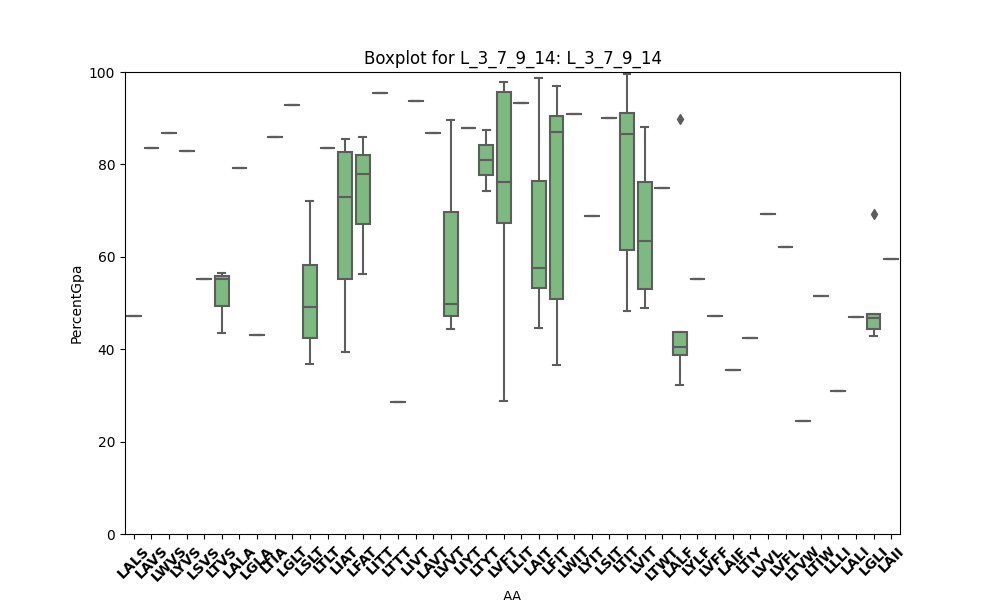 Boxplot for L_3_7_9_14: L_3_7_9_14
PercentGpa
100
80
60
40
20
0
LALS LAVS LWVS LYVS LSVS LTVS LALA LGLA LTIA LGLT LSLT LTLT LIAT LFAT LITT LTTT LIVT LAVT LVVT LIYT LTYT LVFT LLIT LAIT LFIT LWIT LYIT LSIT LTIT LVIT LTWT LALF LYLF LVFF LAIF LTIY LVVL LVFL LTVW LTIW LLLI LALI LGLI LAII
AA